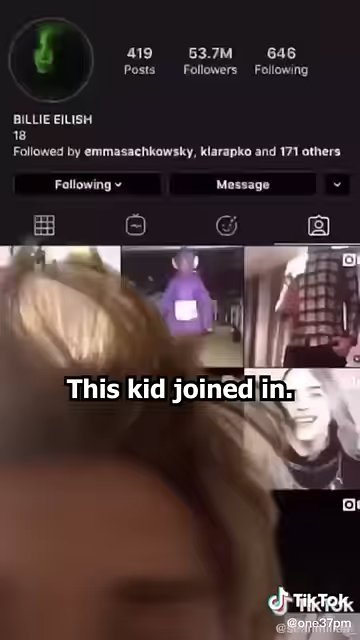 419 53.7M 646
Posts Followers Following
BILLIE EILISH
18
Followed by emmasachkowsky, klarapko and 171 others
Following Message
This kid joined in.
TikTok
@one37pm